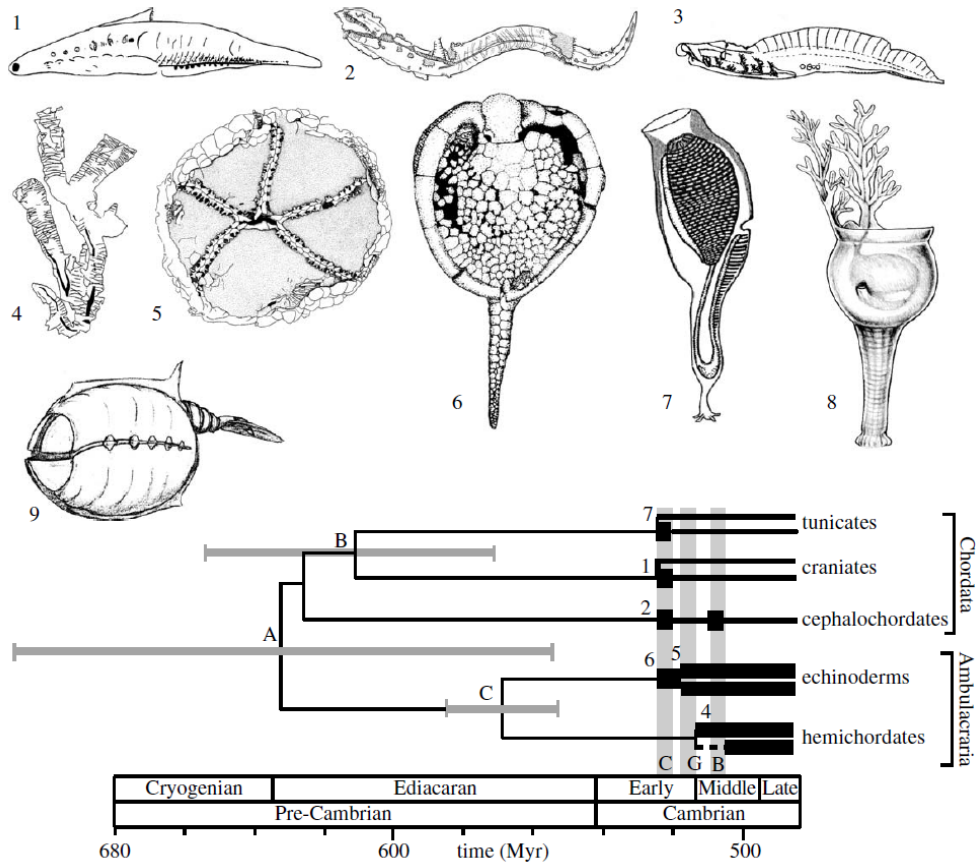 1
2
3
4
5
6
7
8
9
7
tunicates
B
1
craniates
Chordata
2
cephalochordates
A
6
5
echinoderms
C
4
hemichordates
Ambulacraria
C G B
Cryogenian Ediacaran Early Middle Late
Pre-Cambrian Cambrian
680 600 time (Myr) 500